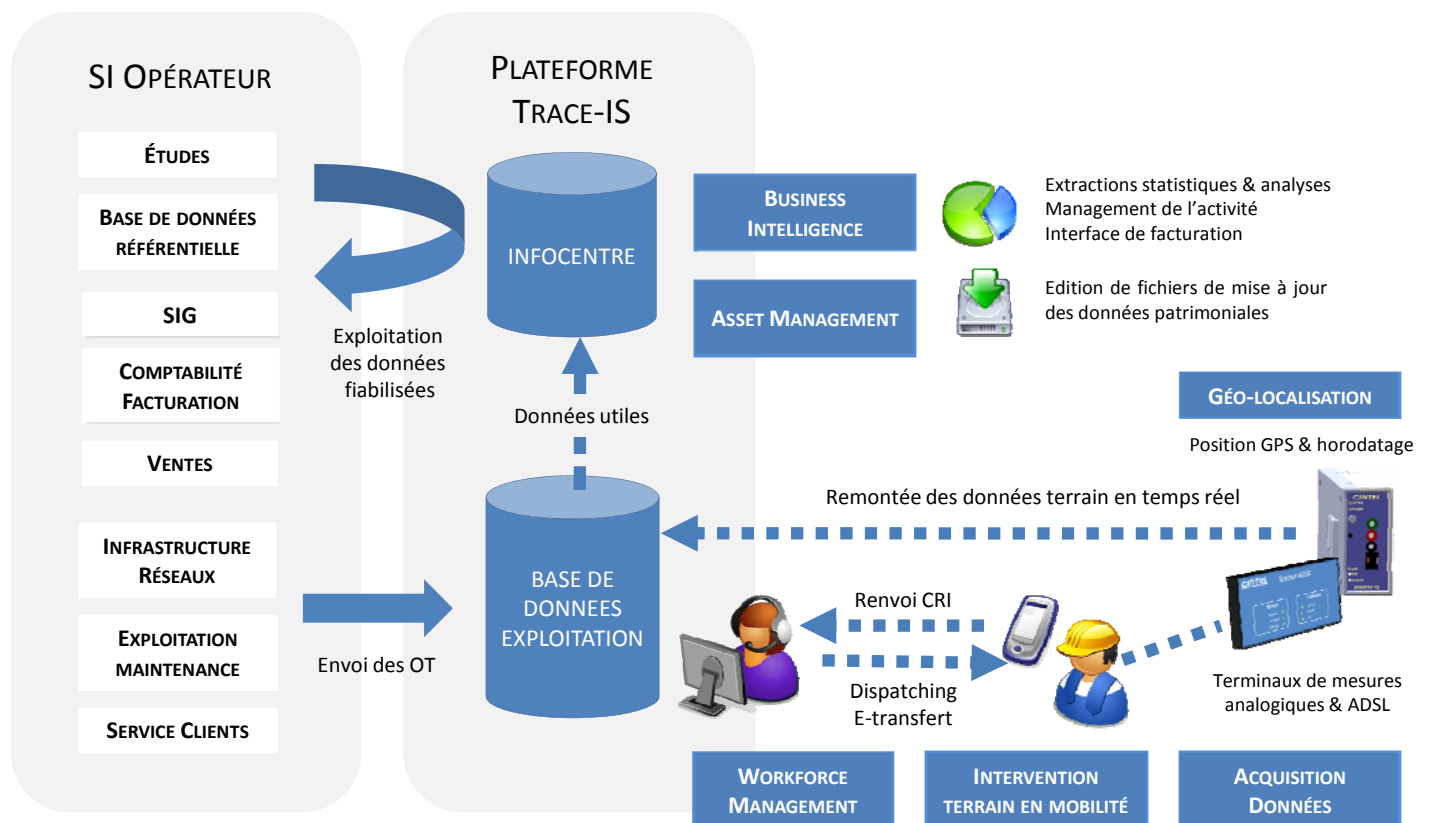 SI OPÉRATEUR
ÉTUDES
BASE DE DONNÉES
RÉFÉRENTIELLE
SIG
COMPTABILITÉ
FACTURATION
VENTES
INFRASTRUCTURE
RÉSEAUX
EXPLOITATION
MAINTENANCE
SERVICE CLIENTS
Exploitation
des données
fiabilisées
Envoi des OT
PLATEFORME
TRACE-IS
INFOCENTRE
Données utiles
BASE DE
DONNEES
EXPLOITATION
BUSINESS
INTELLIGENCE
Extractions statistiques & analyses
Management de l'activité
Interface de facturation
ASSET MANAGEMENT
Edition de fichiers de mise à jour
des données patrimoniales
GÉO-LOCALISATION
Position GPS & horodatage
Remontée des données terrain en temps réel
CINTEL
CINTEL
Renvoi CRI
Dispatching
E-transfert
Terminaux de mesures
analogiques & ADSL
WORKFORCE
MANAGEMENT
INTERVENTION
TERRAIN EN MOBILITÉ
ACQUISITION
DONNÉES